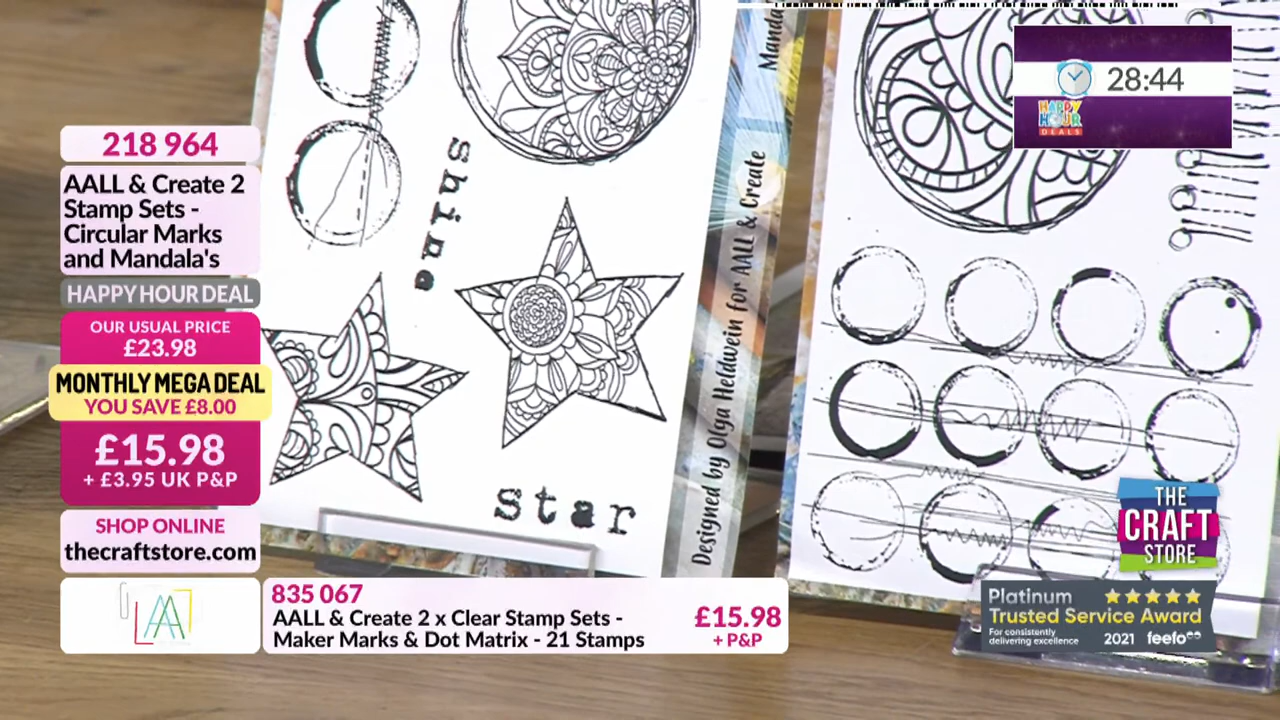 218 964
AALL & Create 2
Stamp Sets -
Circular Marks
and Mandala's
HAPPY HOUR DEAL
OUR USUAL PRICE
£23.98
MONTHLY MEGA DEAL
YOU SAVE £8.00
£15.98
+ £3.95 UK P&P
SHOP ONLINE
thecraftstore.com
835 067
AALL & Create 2 x Clear Stamp Sets -
Maker Marks & Dot Matrix - 21 Stamps
£15.98
+ P&P
shine
star
Designed by Olga Heldwein for AALL & Create
28:44
HAPPY
HOUR
DEALS
THE
CRAFT
STORE
Platinum
Trusted Service Award
For consistently
delivering excellence
2021 feefo